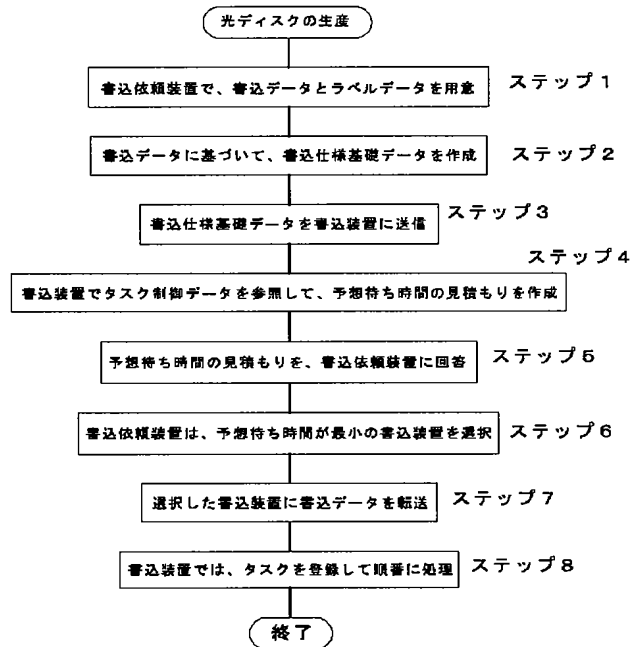 光ディスクの生産
書込依頼装置で、書込データとラベルデータを用意 ステップ1
書込データに基づいて、書込仕様基礎データを作成 ステップ2
書込仕様基礎データを書込装置に送信 ステップ3
ステップ4
書込装置でタスク制御データを参照して、予想待ち時間の見積もりを作成
予想待ち時間の見積もりを、書込依頼装置に回答 ステップ5
書込依頼装置は、予想待ち時間が最小の書込装置を選択 ステップ6
選択した書込装置に書込データを転送 ステップ7
書込装置では、タスクを登録して順番に処理 ステップ8
終了